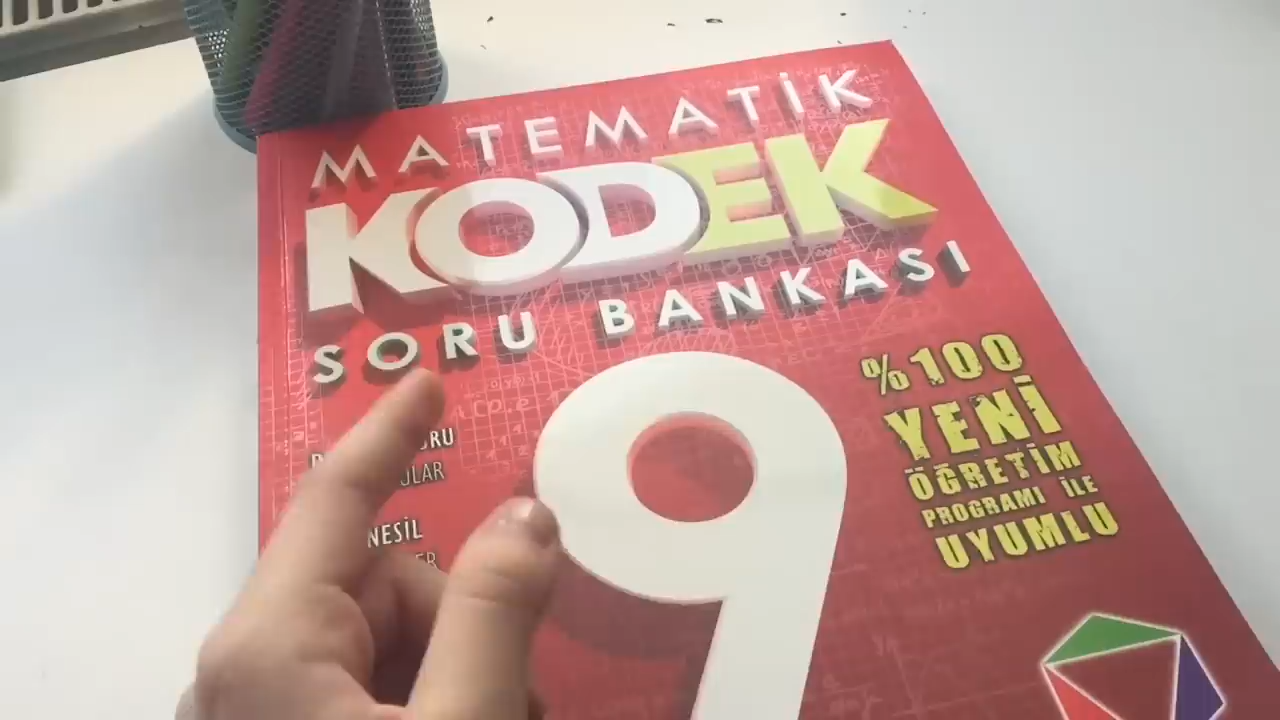 MATEMATİK
KODEK
SORU BANKASI
9
%100
YENİ
ÖĞRETİM
PROGRAMI İLE
UYUMLU
NESİL